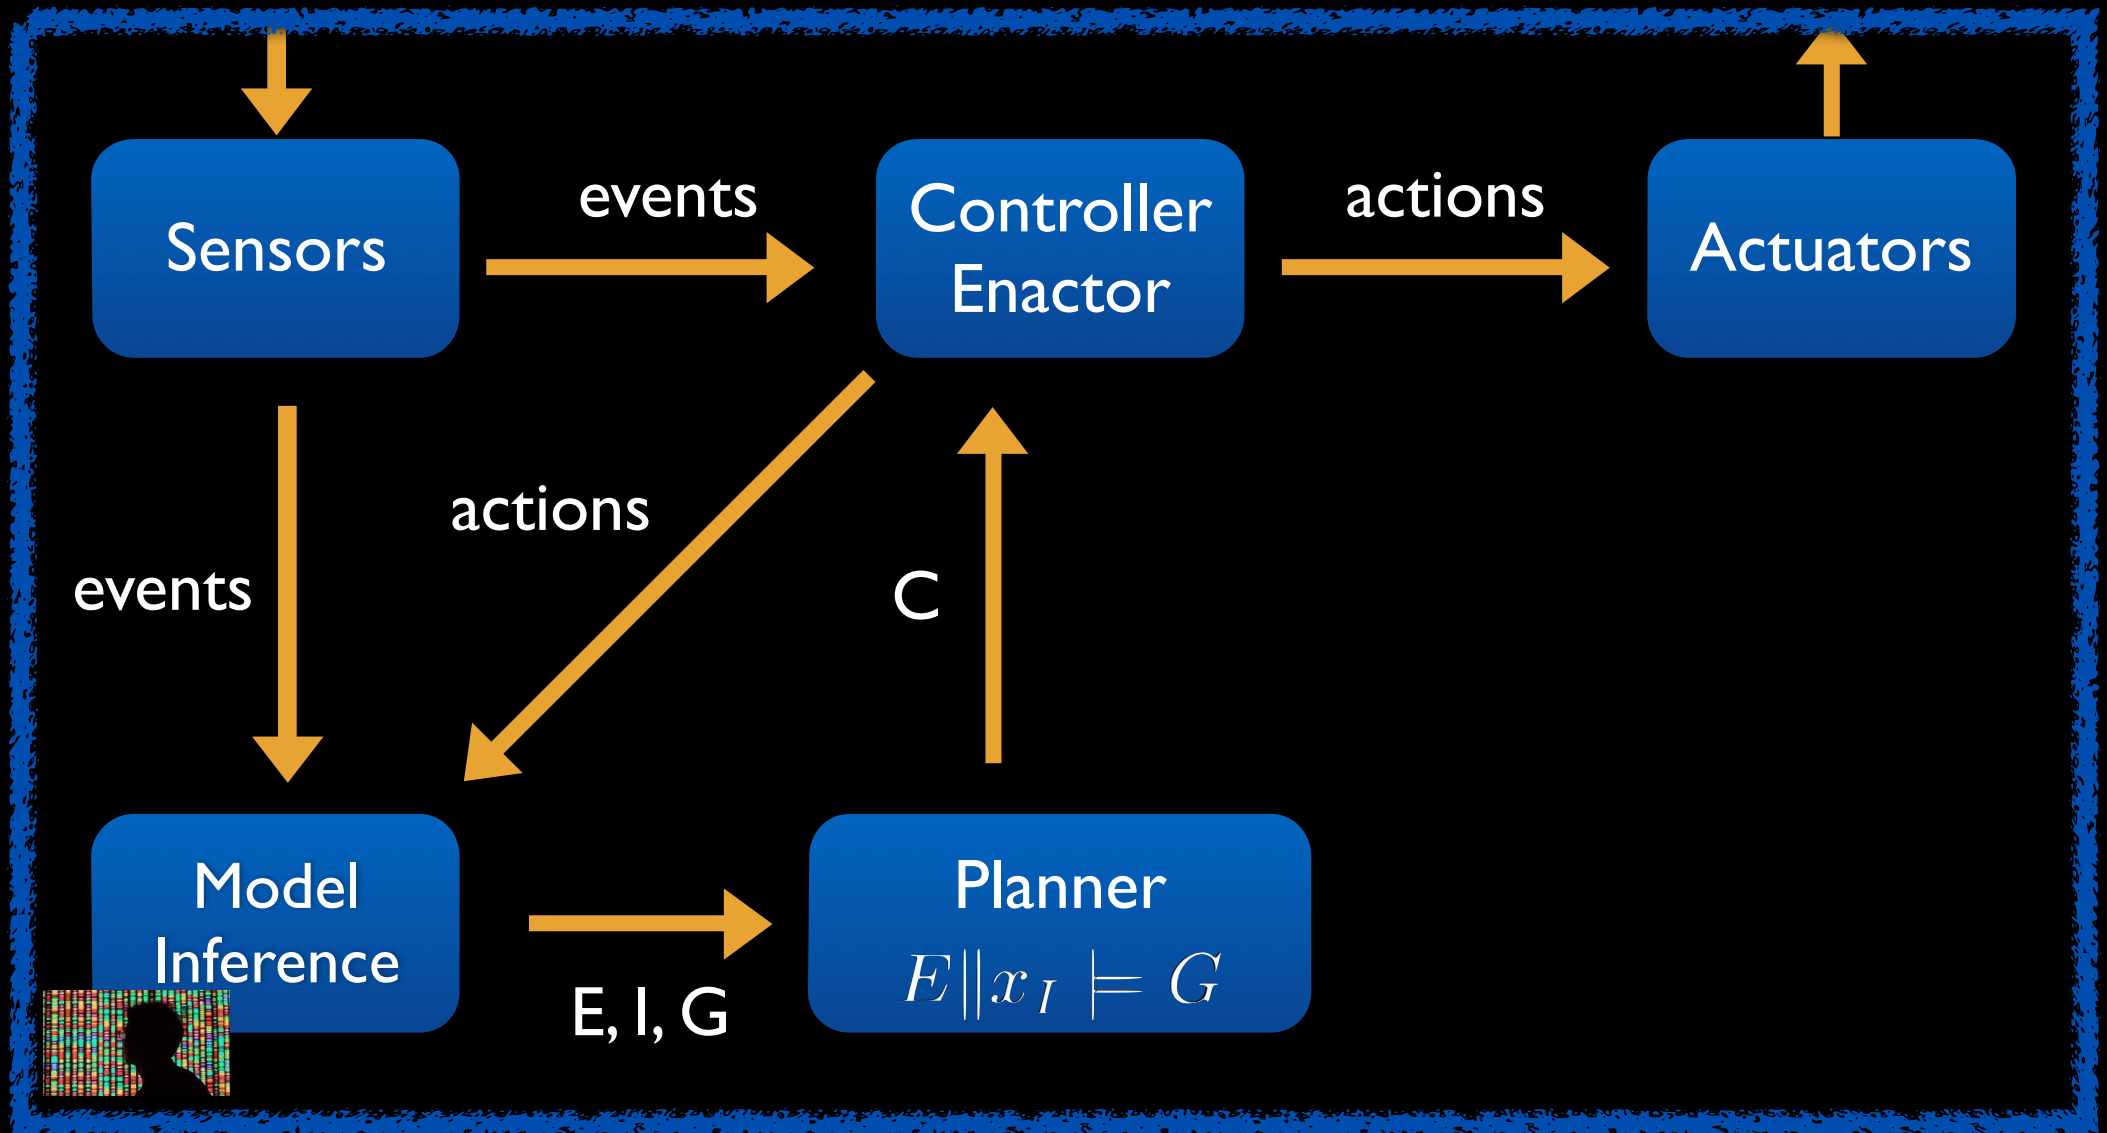 Sensors
events
Controller
Enactor
actions
Actuators
actions
events
C
Model
Inference
E, I, G
Planner
E||x_I ⊨ G